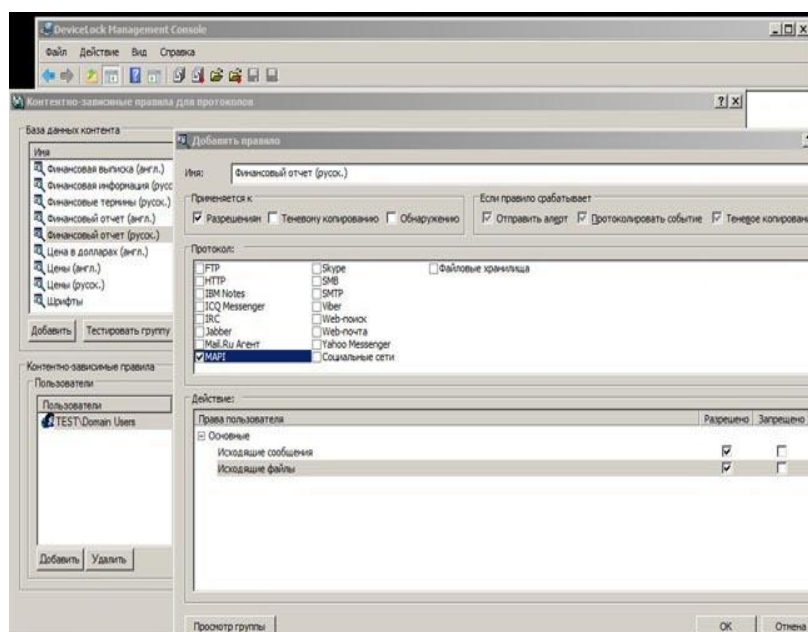 DeviceLock Management Console
Файл Действие Вид Справка
Контентно-зависимые правила для протоколов
База данных контента
Имя
Финансовая выписка (англ.)
Финансовая информация (русс
Финансовые термины (русск.)
Финансовый отчет (англ.)
Финансовый отчет (русск.)
Цена в долларах (англ.)
Цены (англ.)
Цены (русск.)
Шрифты
Добавить Тестировать группу
Контентно-зависимые правила
Пользователи
Пользователи
TEST\Domain Users
Добавить Удалить
Добавить правило
Имя: Финансовый отчет (русск.)
Применяется к
Разрешениям Теневому копированию Обнаружению
Если правило срабатывает
Отправить алерт Протоколировать событие Теневое копирован
Протокол:
FTP Skype Файловые хранилища
HTTP SMB
IBM Notes SMTP
ICQ Messenger Viber
IRC Web-поиск
Jabber Web-почта
Mail.Ru Агент Yahoo Messenger
MAPI Социальные сети
Действие:
Права пользователя Разрешено Запрещено
Основные
Исходящие сообщения
Исходящие файлы
Просмотр группы OK Отмена